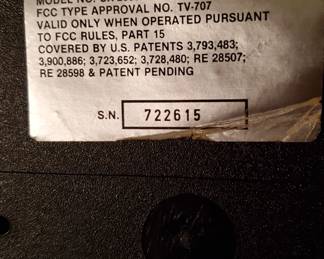 FCC TYPE APPROVAL NO. TV-707
VALID ONLY WHEN OPERATED PURSUANT
TO FCC RULES, PART 15
COVERED BY U.S. PATENTS 3,793,483;
3,900,886; 3,723,652; 3,728,480; RE 28507;
RE 28598 & PATENT PENDING
S.N. 722615